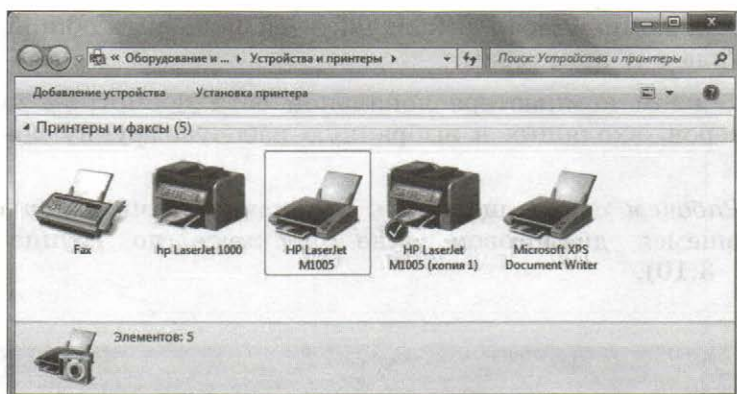 « Оборудование и ... ▸ Устройства и принтеры ▸
Поиск: Устройства и принтеры
Добавление устройства Установка принтера
Принтеры и факсы (5)
Fax
hp LaserJet 1000
HP LaserJet
M1005
HP LaserJet
M1005 (копия 1)
Microsoft XPS
Document Writer
Элементов: 5